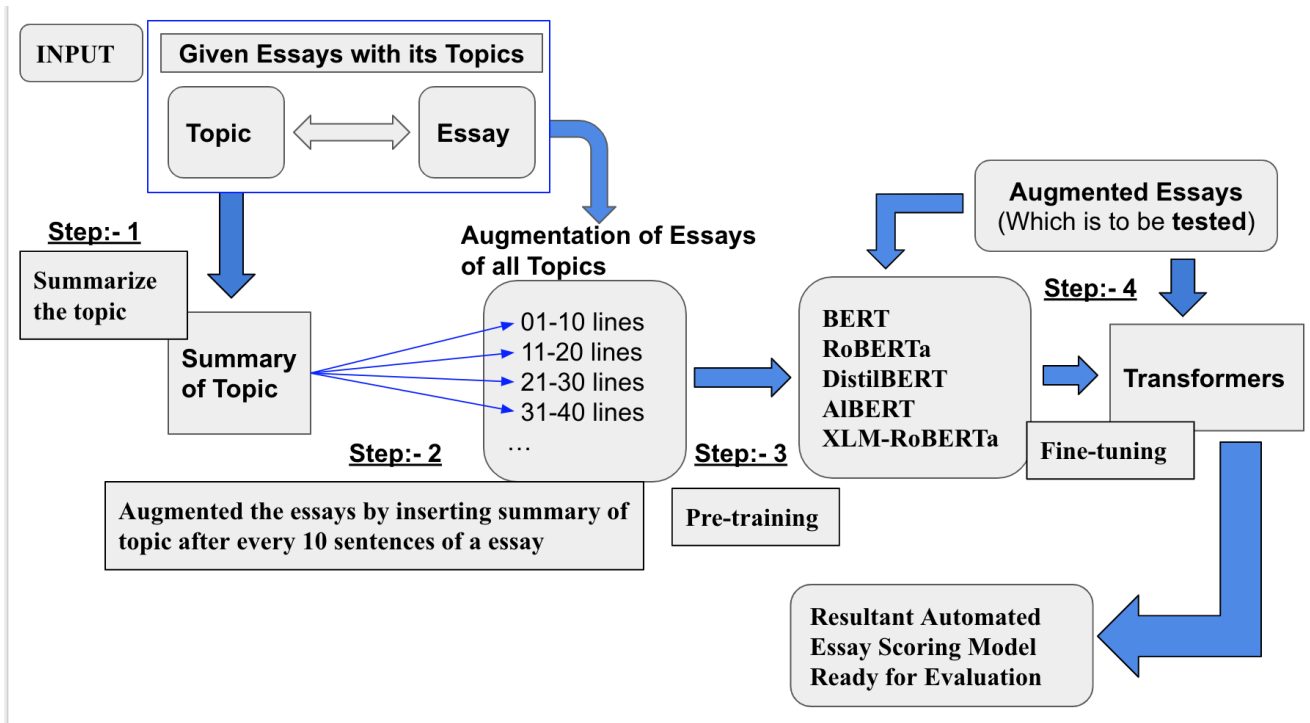 INPUT
Given Essays with its Topics
Topic
Essay
Step:- 1
Summarize
the topic
Summary
of Topic
Augmentation of Essays
of all Topics
01-10 lines
11-20 lines
21-30 lines
31-40 lines
...
Step:- 2
Augmented the essays by inserting summary of
topic after every 10 sentences of a essay
Step:- 3
Pre-training
BERT
RoBERTa
DistilBERT
AlBERT
XLM-RoBERTa
Augmented Essays
(Which is to be tested)
Step:- 4
Transformers
Fine-tuning
Resultant Automated
Essay Scoring Model
Ready for Evaluation